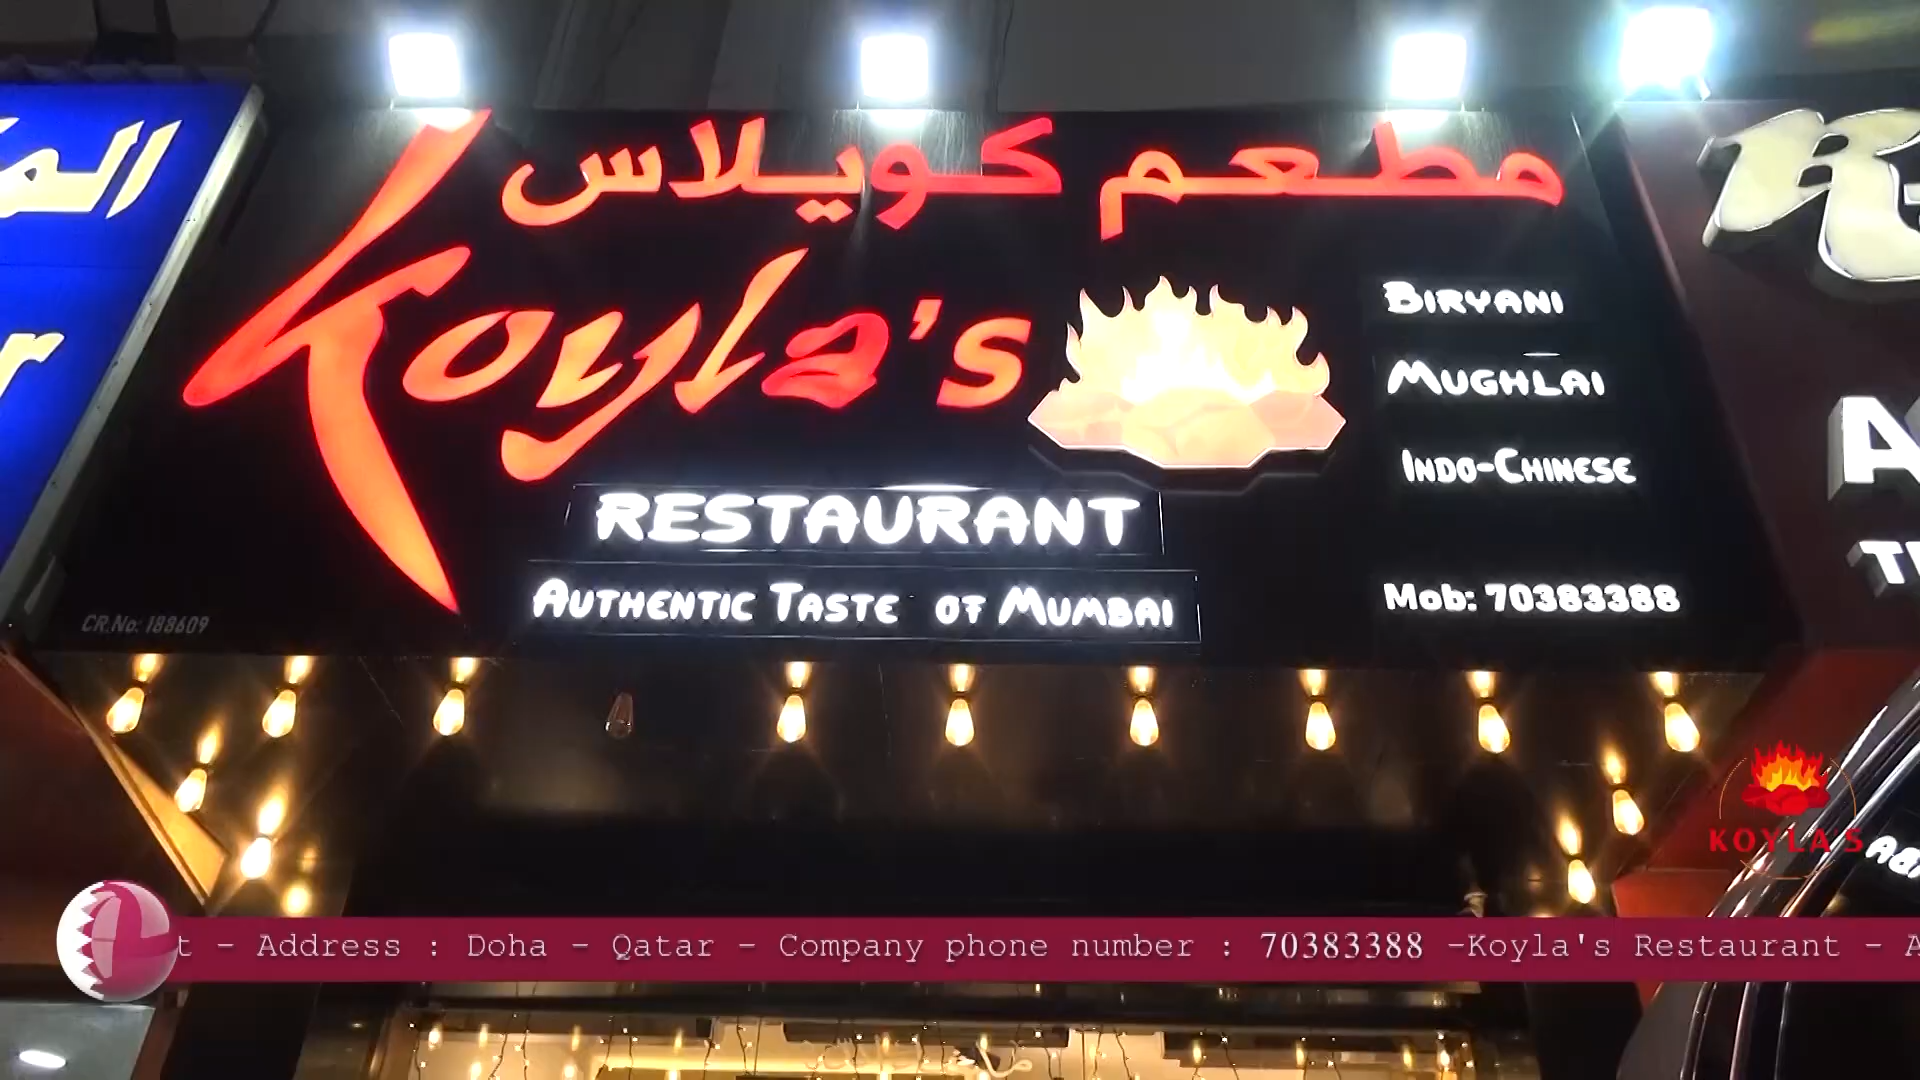 مطعم كويلاس
Koyla's
RESTAURANT
AUTHENTIC TASTE OF MUMBAI
BIRYANI
MUGHLAI
INDO-CHINESE
Mob: 70383388
CR.No: 188609
KOYLA'S
t - Address : Doha - Qatar - Company phone number : 70383388 -Koyla's Restaurant - A